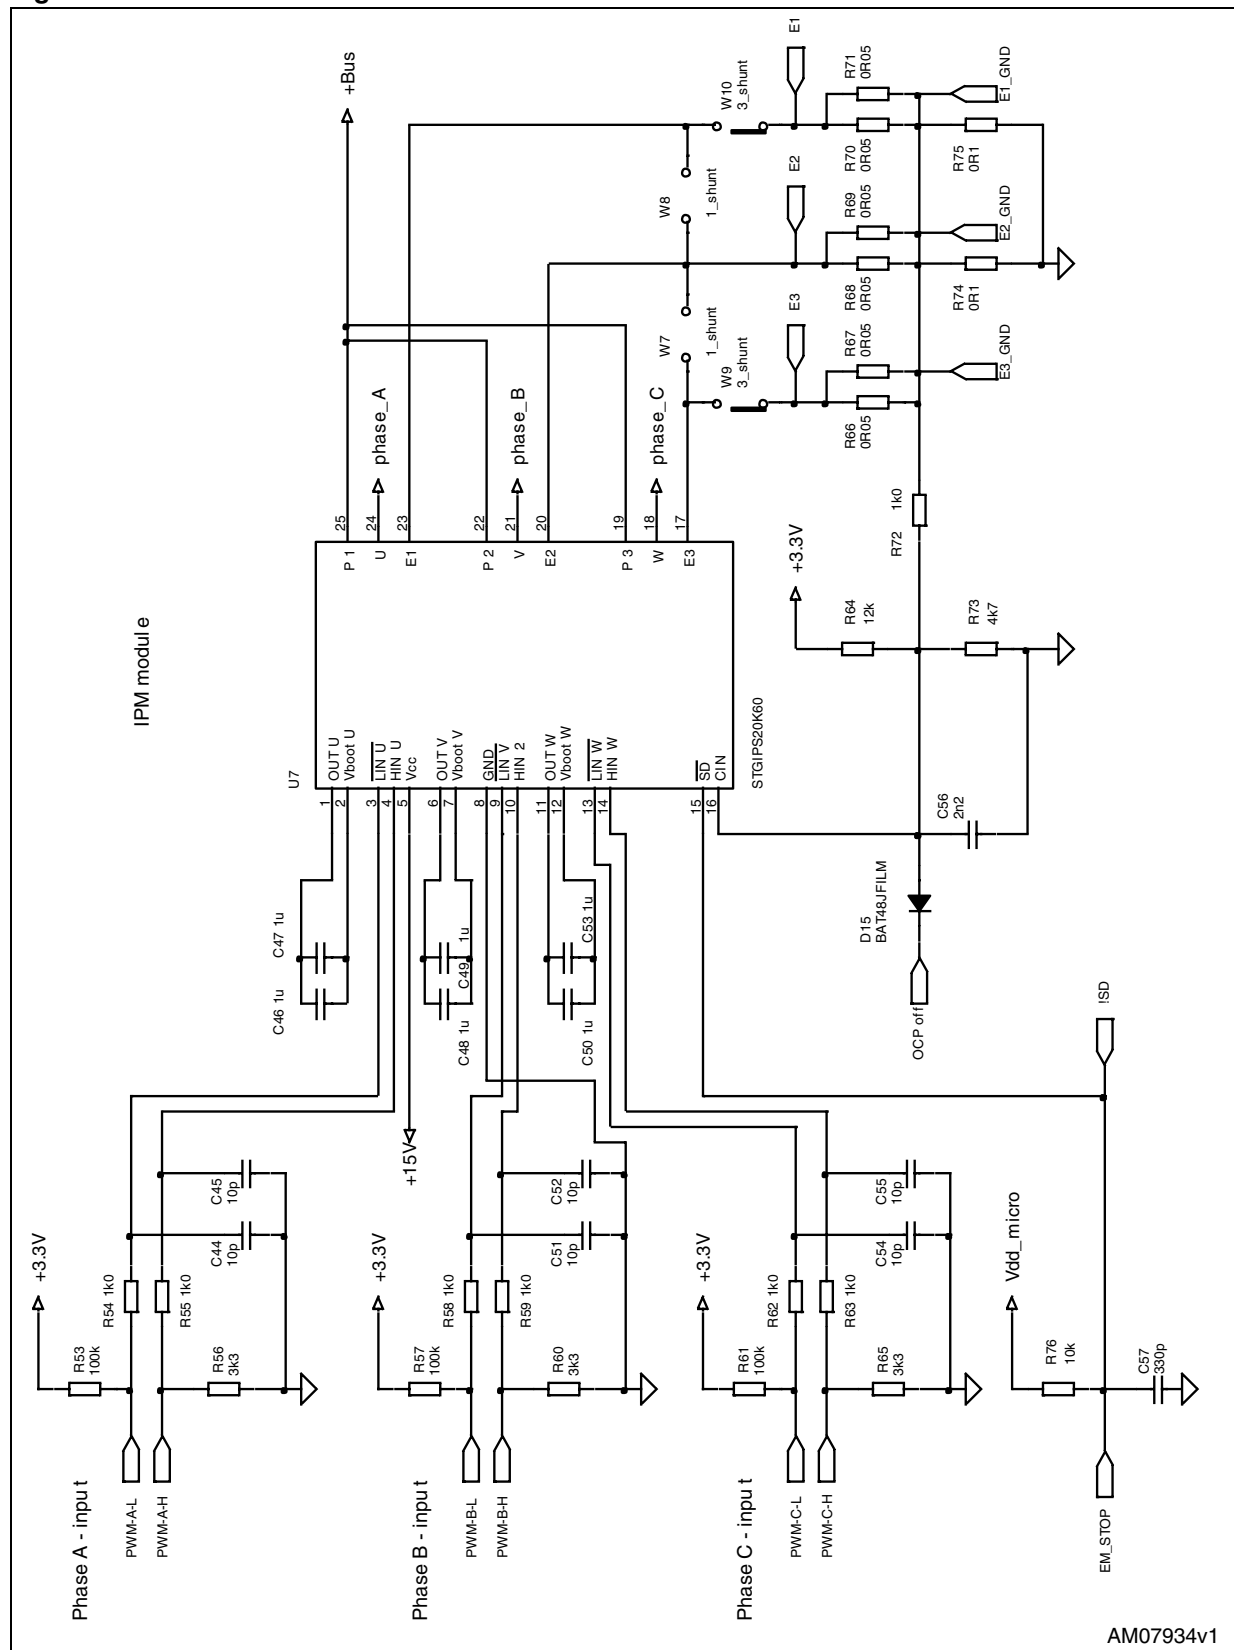 IPM module
U7
STGIPS20K60
1
OUT U
2
Vboot U
3
LIN U
4
HIN U
5
Vcc
6
OUT V
7
Vboot V
8
GND
9
LIN V
10
HIN 2
11
OUT W
12
Vboot W
13
LIN W
14
HIN W
15
SD
16
CIN
25
P 1
24
U
23
E1
22
P 2
21
V
20
E2
19
P 3
18
W
17
E3
+Bus
phase_A
phase_B
phase_C
W10
3_shunt
W8
1_shunt
W7
1_shunt
W9
3_shunt
E1
E2
E3
R71
0R05
R70
0R05
R69
0R05
R68
0R05
R67
0R05
R66
0R05
R75
0R1
R74
0R1
E1_GND
E2_GND
E3_GND
R72
1k0
+3.3V
R64
12k
R73
4k7
C56
2n2
D15
BAT48JFILM
OCP off
!SD
C47 1u
C46 1u
C49
1u
C48 1u
C53 1u
C50 1u
+15V
Phase A - input
PWM-A-L
PWM-A-H
+3.3V
R53
100k
R54 1k0
R55 1k0
R56
3k3
C44
10p
C45
10p
Phase B - input
PWM-B-L
PWM-B-H
+3.3V
R57
100k
R58 1k0
R59 1k0
R60
3k3
C51
10p
C52
10p
Phase C - input
PWM-C-L
PWM-C-H
+3.3V
R61
100k
R62 1k0
R63 1k0
R65
3k3
C54
10p
C55
10p
Vdd_micro
R76
10k
C57
330p
EM_STOP
AM07934v1